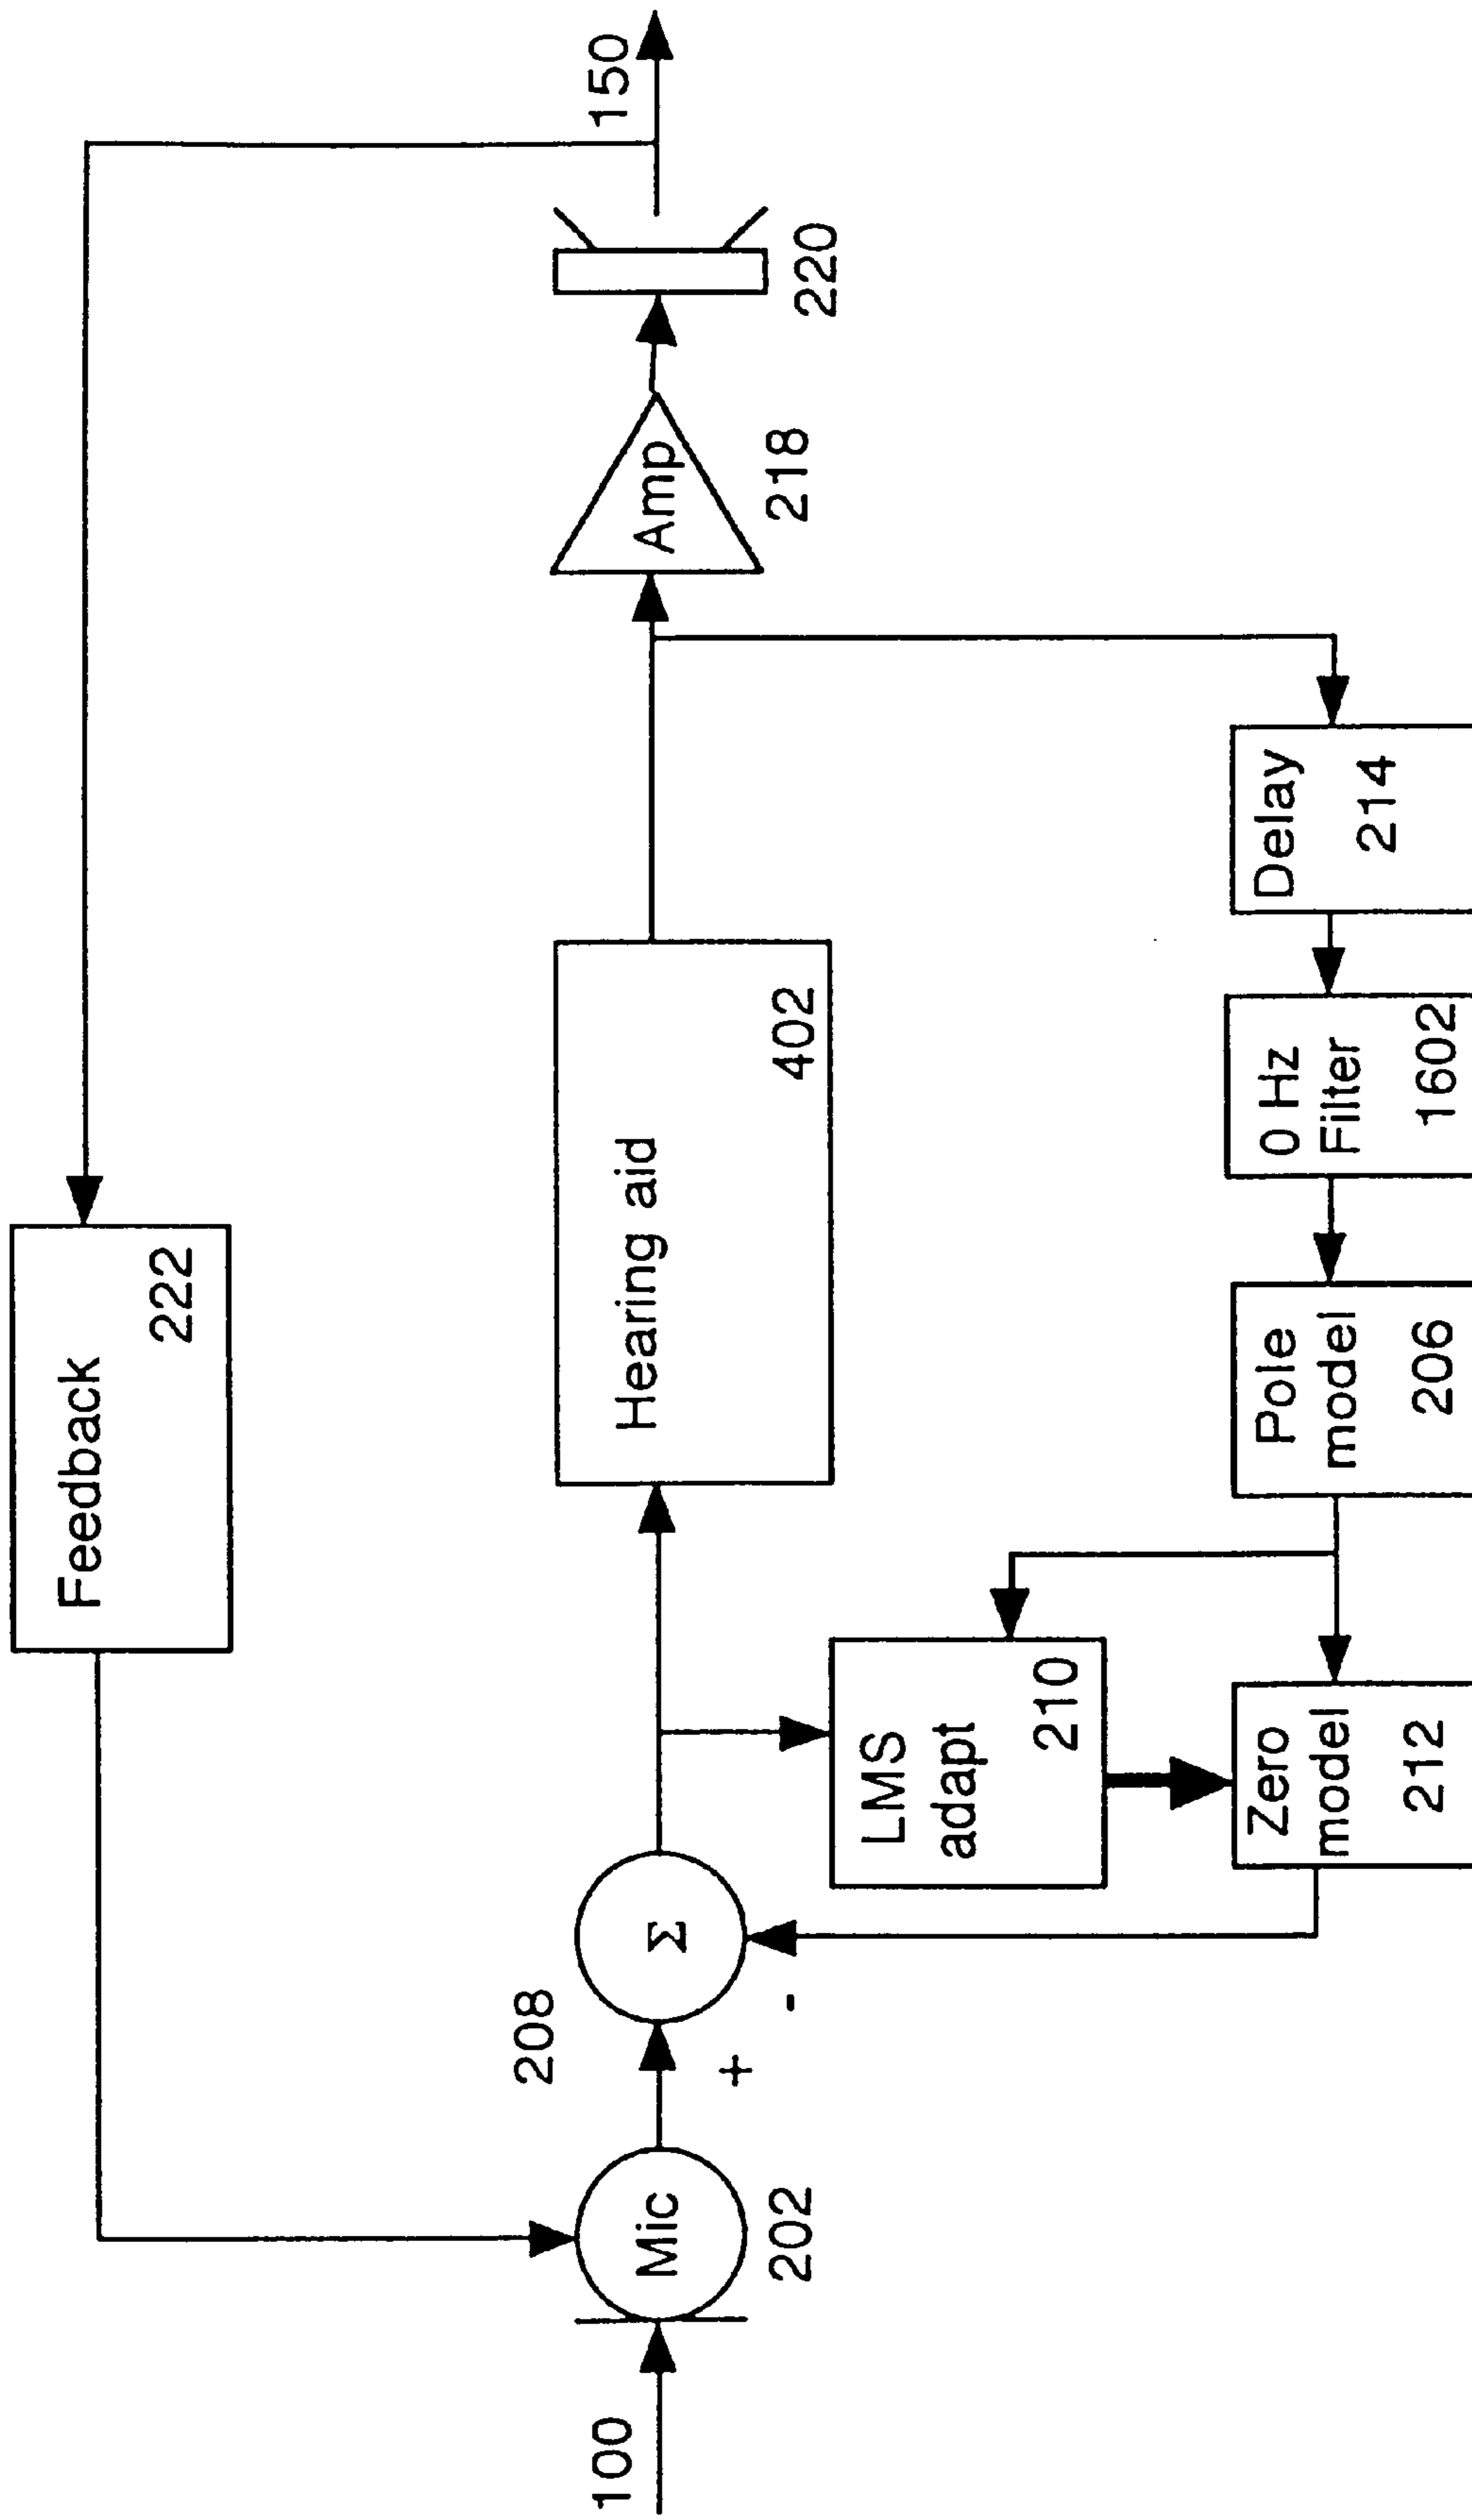 Feedback
222
150
208
100
Mic
202
+
-
Σ
Hearing aid
402
Amp
218
220
LMS
adapt
210
Zero
model
212
Pole
model
206
0 Hz
Filter
1602
Delay
214